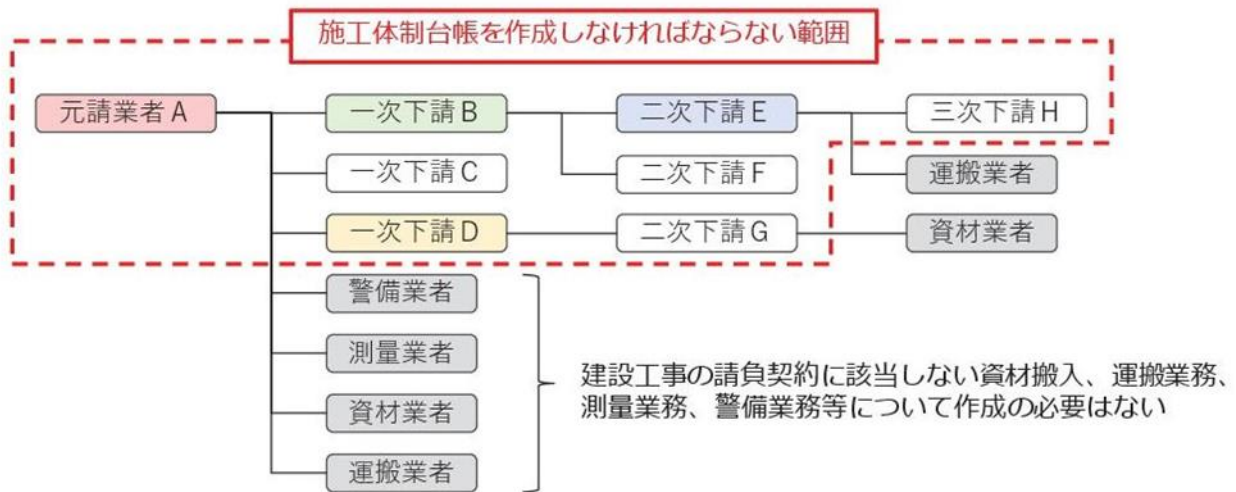 施工体制台帳を作成しなければならない範囲
元請業者A
一次下請B
二次下請E
三次下請H
一次下請C
二次下請F
運搬業者
一次下請D
二次下請G
資材業者
警備業者
測量業者
資材業者
運搬業者
建設工事の請負契約に該当しない資材搬入、運搬業務、
測量業務、警備業務等について作成の必要はない